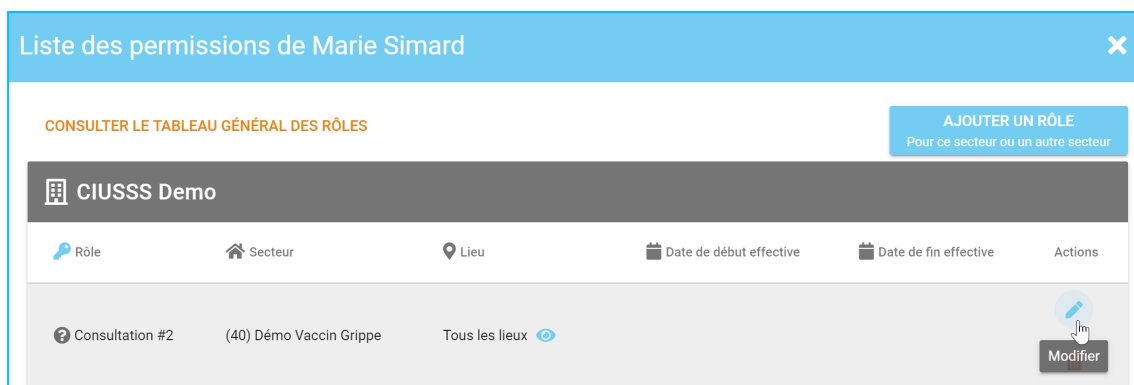 Liste des permissions de Marie Simard
CONSULTER LE TABLEAU GÉNÉRAL DES RÔLES
AJOUTER UN RÔLE
Pour ce secteur ou un autre secteur
CIUSSS Demo
Rôle Secteur Lieu Date de début effective Date de fin effective Actions
Consultation #2 (40) Démo Vaccin Grippe Tous les lieux
Modifier